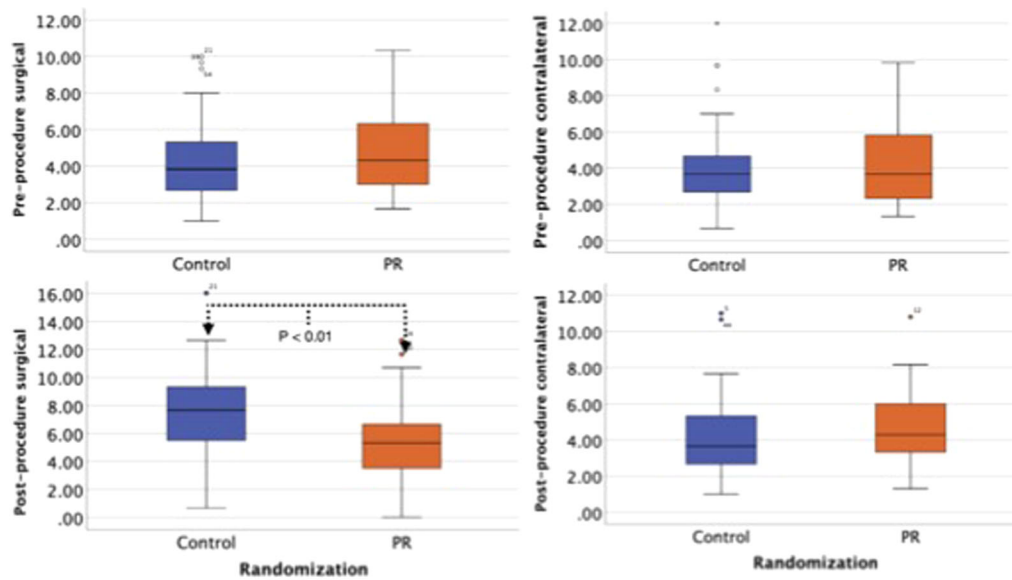 Pre-procedure surgical
12.00
10.00
8.00
6.00
4.00
2.00
.00
21
Control
PR
Pre-procedure contralateral
12.00
10.00
8.00
6.00
4.00
2.00
.00
Control
PR
Post-procedure surgical
16.00
14.00
12.00
10.00
8.00
6.00
4.00
2.00
.00
21
P < 0.01
Control
PR
Randomization
Post-procedure contralateral
12.00
10.00
8.00
6.00
4.00
2.00
.00
12
Control
PR
Randomization